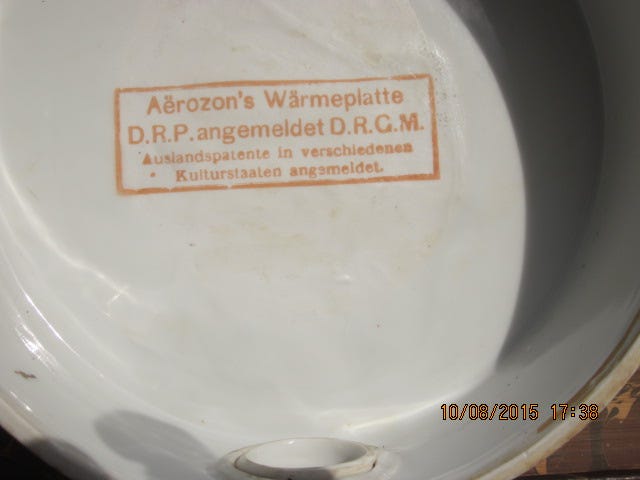 Aërozon's Wärmeplatte
D.R.P. angemeldet D.R.G.M.
Auslandspatente in verschiedenen
Kulturstaaten angemeldet.
10/08/2015 17:38